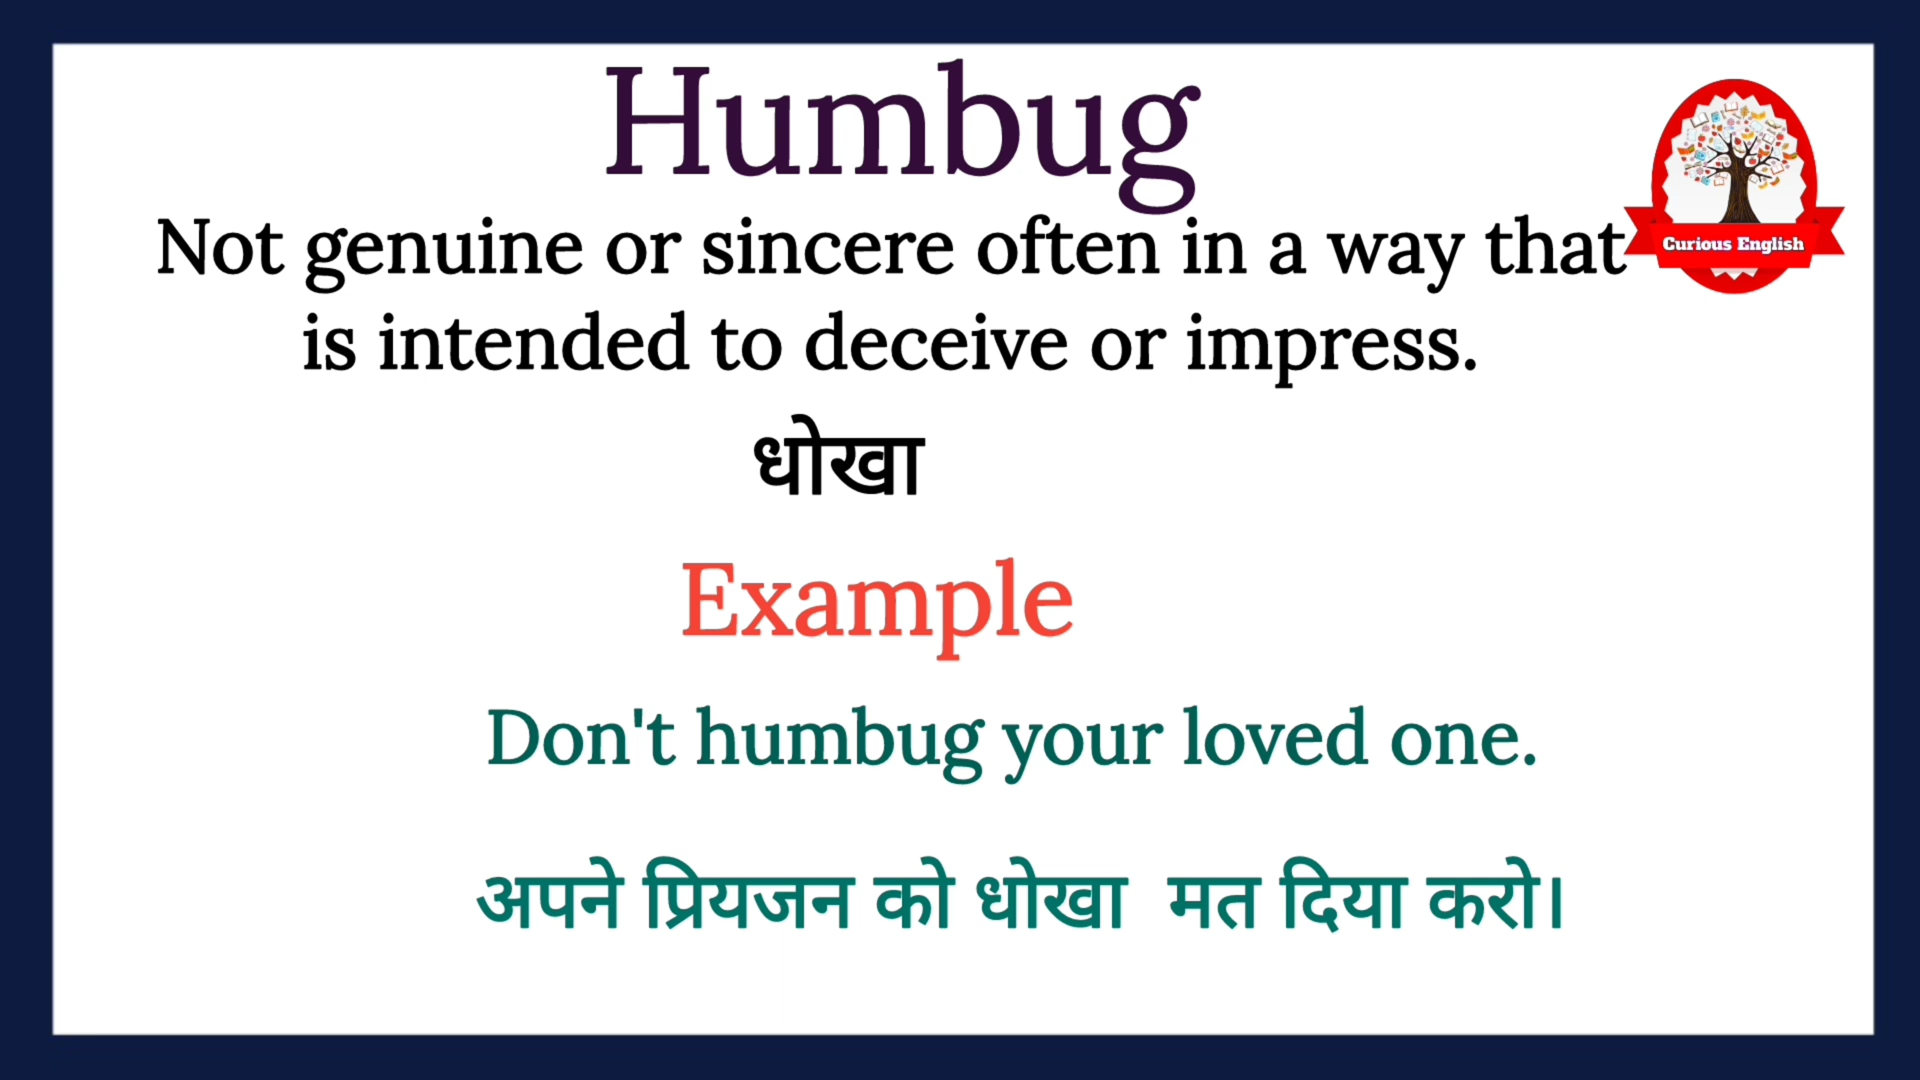 Humbug
Not genuine or sincere often in a way that
is intended to deceive or impress.
Curious English
धोखा
Example
Don't humbug your loved one.
अपने प्रियजन को धोखा मत दिया करो।